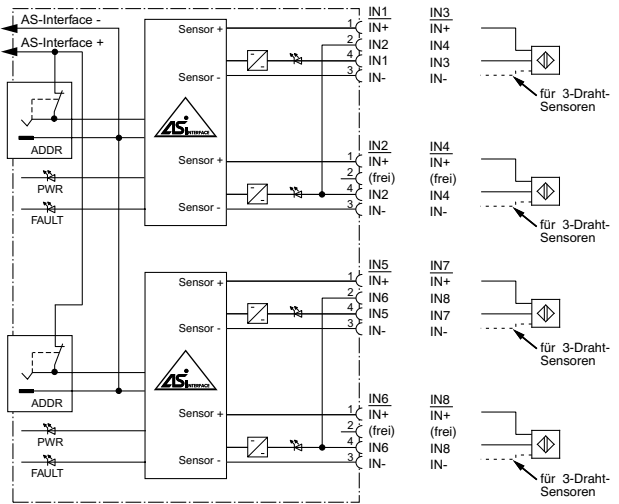 AS-Interface -
AS-Interface +
ADDR
PWR
FAULT
Sensor +
Sensor -
ASi INTERFACE
Sensor +
Sensor -
IN1
1 IN+
2 IN2
4 IN1
3 IN-
IN3
IN+
IN4
IN3
IN-
für 3-Draht-
Sensoren
IN2
1 IN+
2 (frei)
4 IN2
3 IN-
IN4
IN+
(frei)
IN4
IN-
für 3-Draht-
Sensoren
ADDR
PWR
FAULT
Sensor +
Sensor -
ASi INTERFACE
Sensor +
Sensor -
IN5
1 IN+
2 IN6
4 IN5
3 IN-
IN7
IN+
IN8
IN7
IN-
für 3-Draht-
Sensoren
IN6
1 IN+
2 (frei)
4 IN6
3 IN-
IN8
IN+
(frei)
IN8
IN-
für 3-Draht-
Sensoren